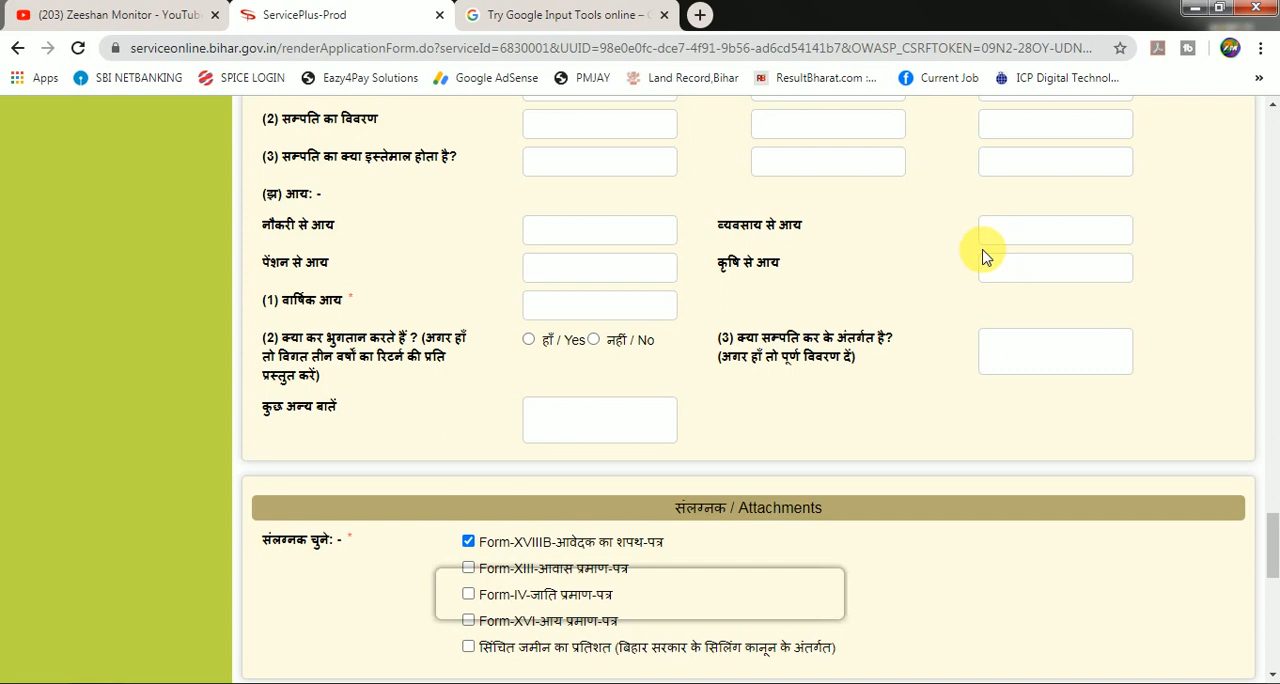 (203) Zeeshan Monitor - YouTube
ServicePlus-Prod
Try Google Input Tools online –
serviceonline.bihar.gov.in/renderApplicationForm.do?serviceId=6830001&UUID=98e0e0fc-dce7-4f91-9b56-ad6cd54141b7&OWASP_CSRFTOKEN=09N2-28OY-UDN...
Apps SBI NETBANKING SPICE LOGIN Eazy4Pay Solutions Google AdSense PMJAY Land Record,Bihar ResultBharat.com :... Current Job ICP Digital Technol... »
(2) सम्पति का विवरण
(3) सम्पति का क्या इस्तेमाल होता है?
(झ) आय: -
नौकरी से आय व्यवसाय से आय
पेंशन से आय कृषि से आय
(1) वार्षिक आय *
(2) क्या कर भुगतान करते हैं ? (अगर हाँ हाँ / Yes नहीं / No (3) क्या सम्पति कर के अंतर्गत है?
तो विगत तीन वर्षो का रिटर्न की प्रति (अगर हाँ तो पूर्ण विवरण दें)
प्रस्तुत करें)
कुछ अन्य बातें
संलग्नक / Attachments
संलग्नक चुने: - * Form-XVIIIB-आवेदक का शपथ-पत्र
Form-XIII-आवास प्रमाण-पत्र
Form-IV-जाति प्रमाण-पत्र
Form-XVI-आय प्रमाण-पत्र
सिंचित जमीन का प्रतिशत (बिहार सरकार के सिलिंग कानून के अंतर्गत)